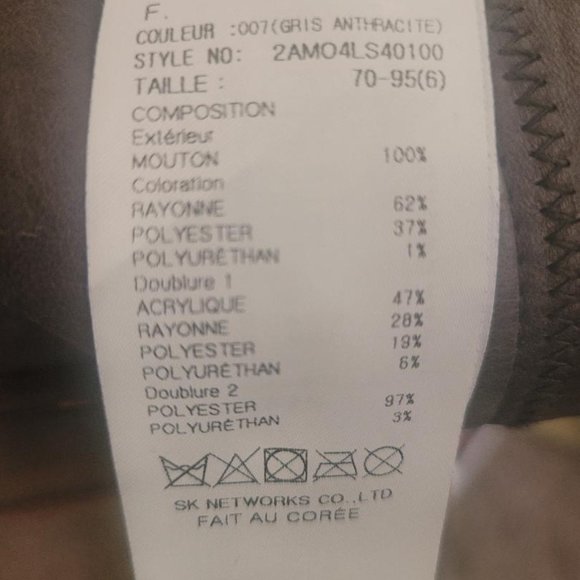 F.
COULEUR :007(GRIS ANTHRACITE)
STYLE NO: 2AMO4LS40100
TAILLE : 70-95(6)
COMPOSITION
Extérieur
MOUTON 100%
Coloration
RAYONNE 62%
POLYESTER 37%
POLYURÉTHAN 1%
Doublure 1
ACRYLIQUE 47%
RAYONNE 28%
POLYESTER 19%
POLYURÉTHAN 6%
Doublure 2
POLYESTER 97%
POLYURÉTHAN 3%
SK NETWORKS CO.,LTD
FAIT AU CORÉE